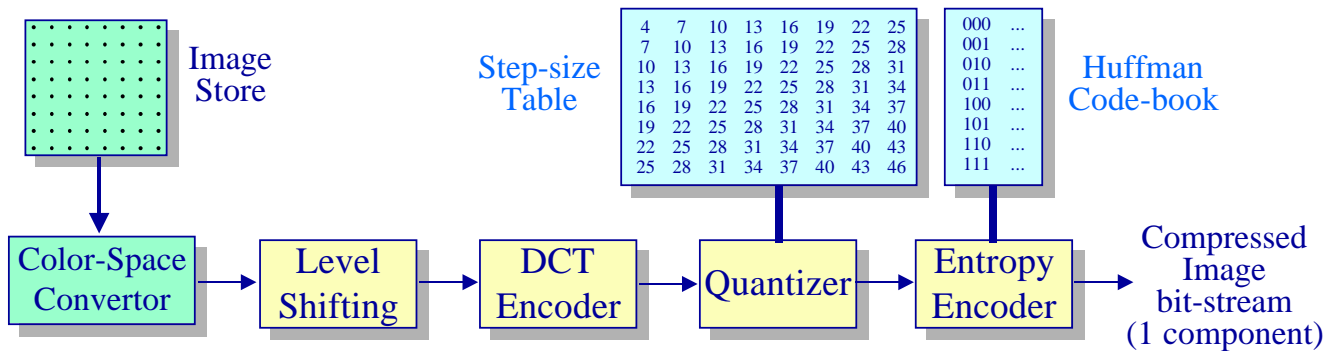 Image
Store
Step-size
Table
4 7 10 13 16 19 22 25
7 10 13 16 19 22 25 28
10 13 16 19 22 25 28 31
13 16 19 22 25 28 31 34
16 19 22 25 28 31 34 37
19 22 25 28 31 34 37 40
22 25 28 31 34 37 40 43
25 28 31 34 37 40 43 46
000 ...
001 ...
010 ...
011 ...
100 ...
101 ...
110 ...
111 ...
Huffman
Code-book
Color-Space
Convertor
Level
Shifting
DCT
Encoder
Quantizer
Entropy
Encoder
Compressed
Image
bit-stream
(1 component)